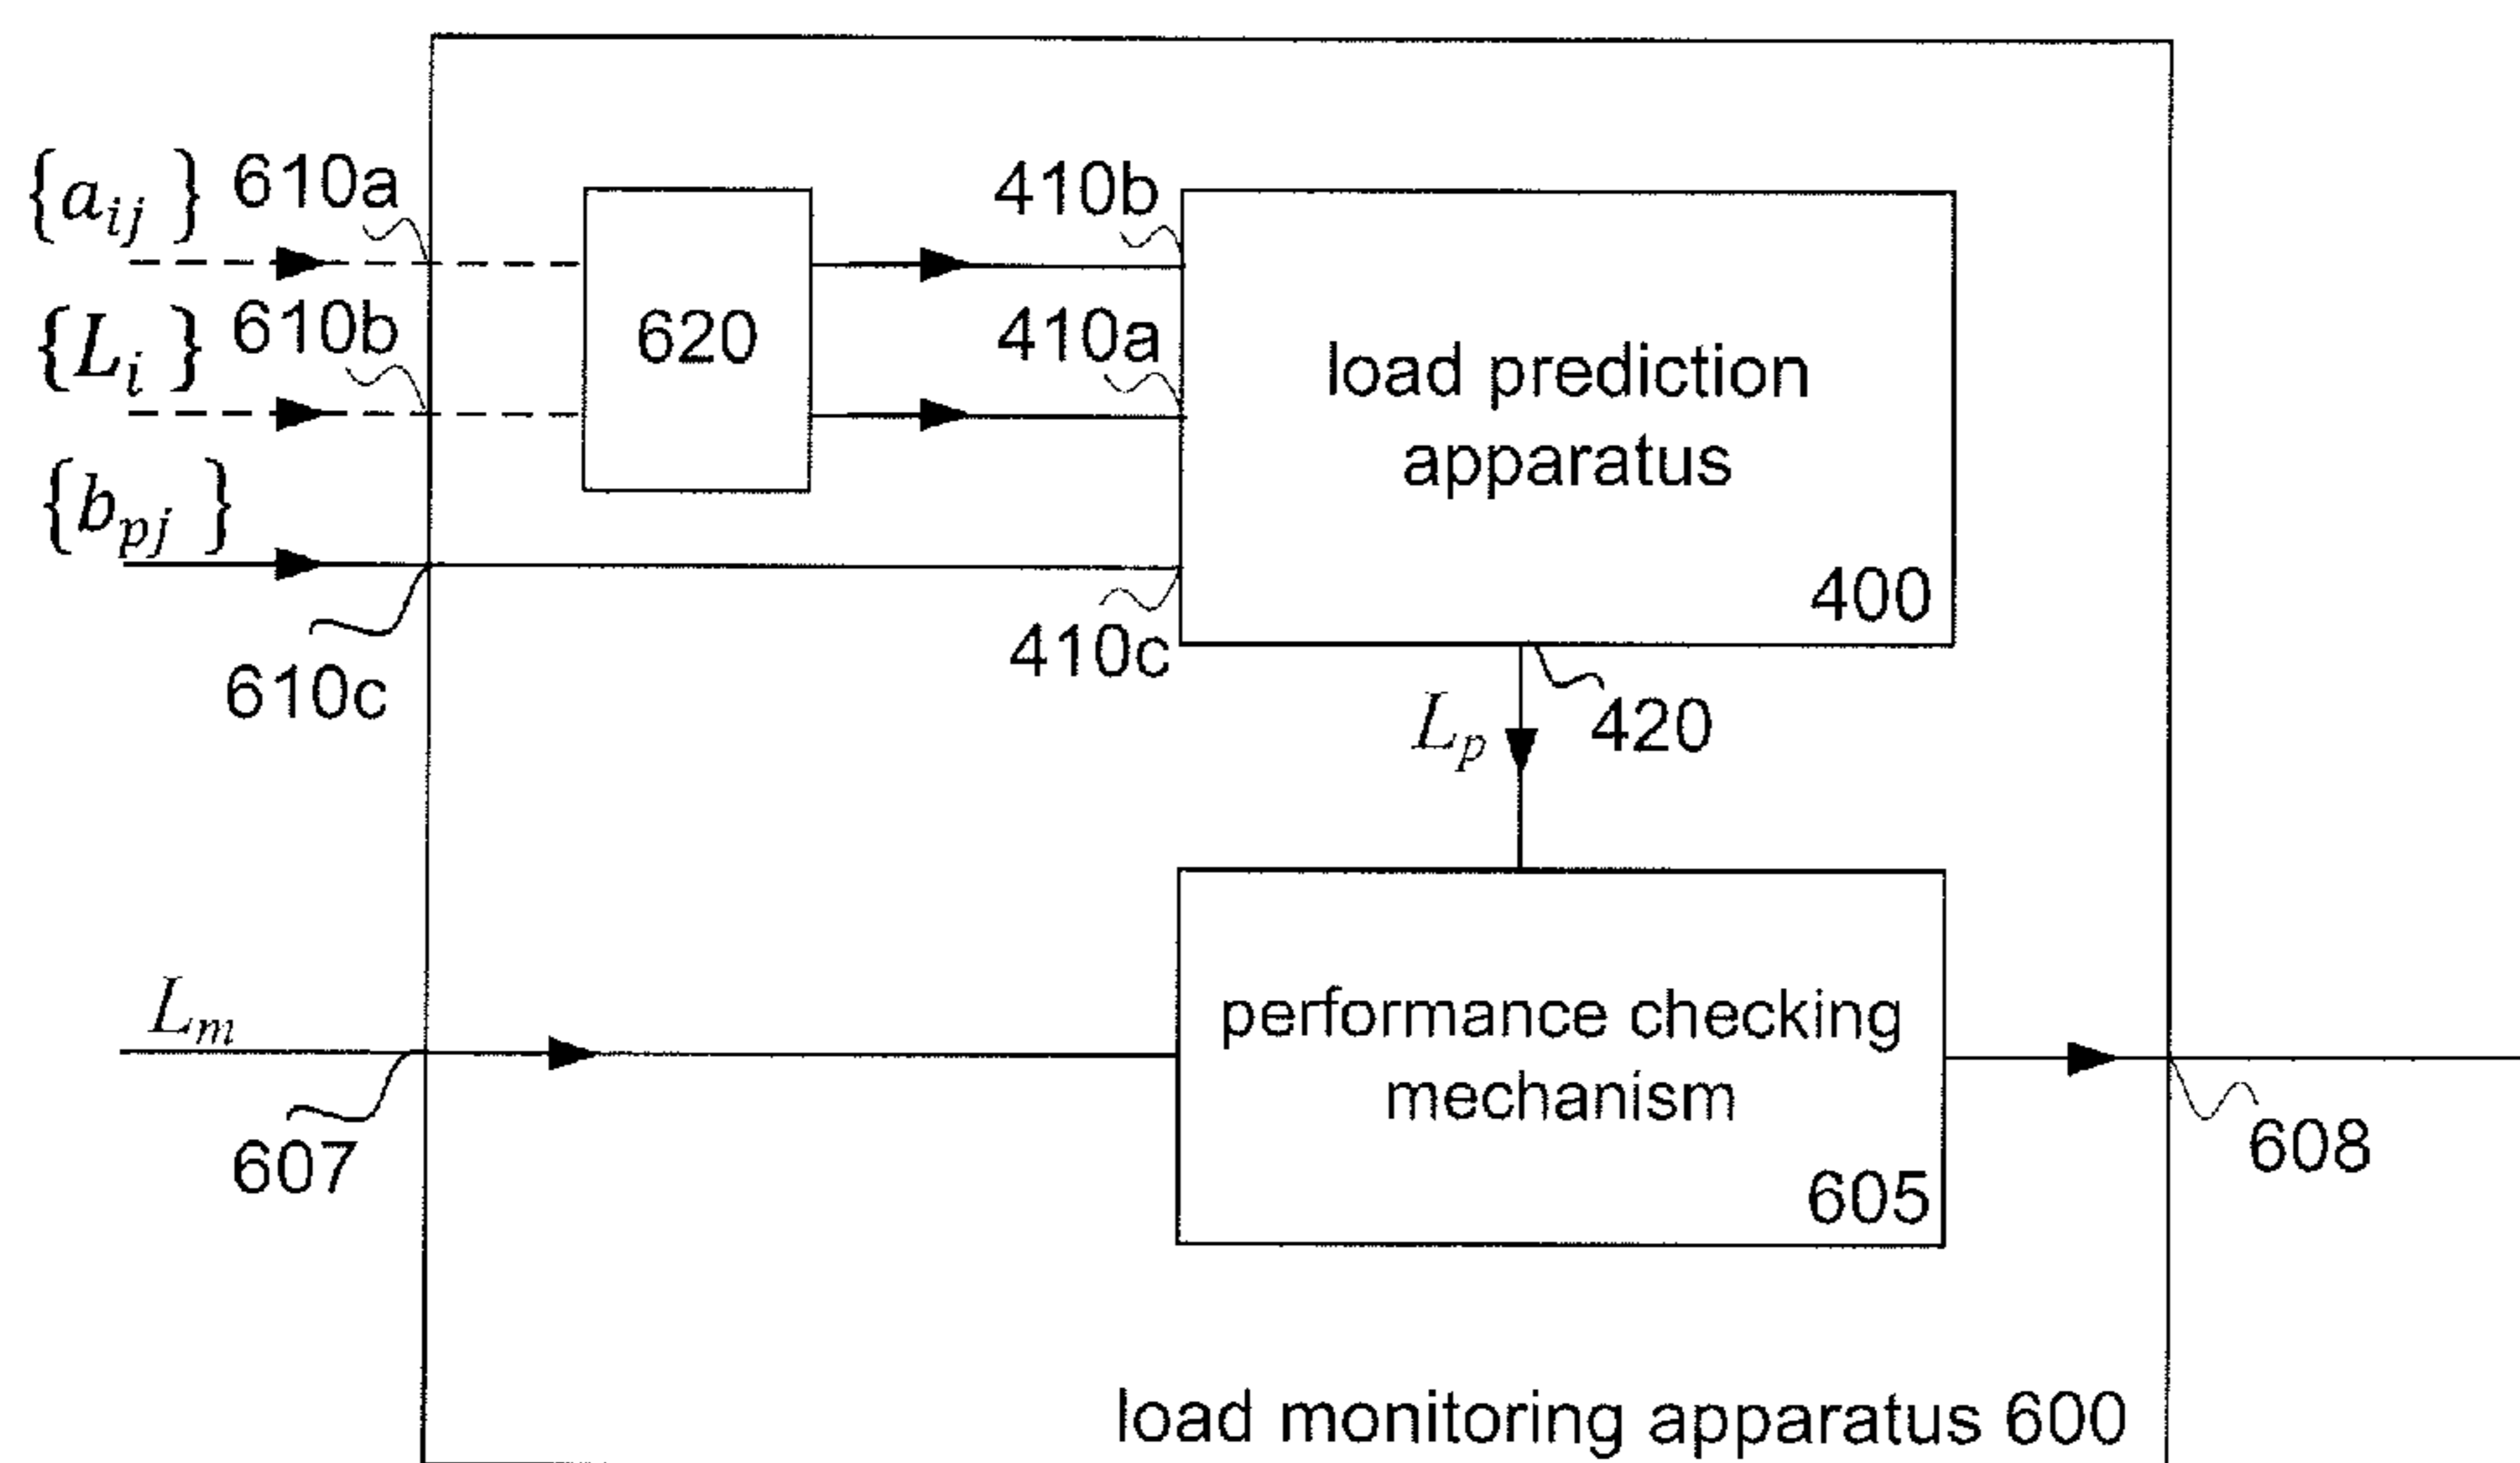 {a_ij} 610a
410b
{L_i} 610b
620
410a
load prediction
apparatus
{b_pj}
400
410c
610c
L_p
420
L_m
performance checking
mechanism
607
608
605
load monitoring apparatus 600